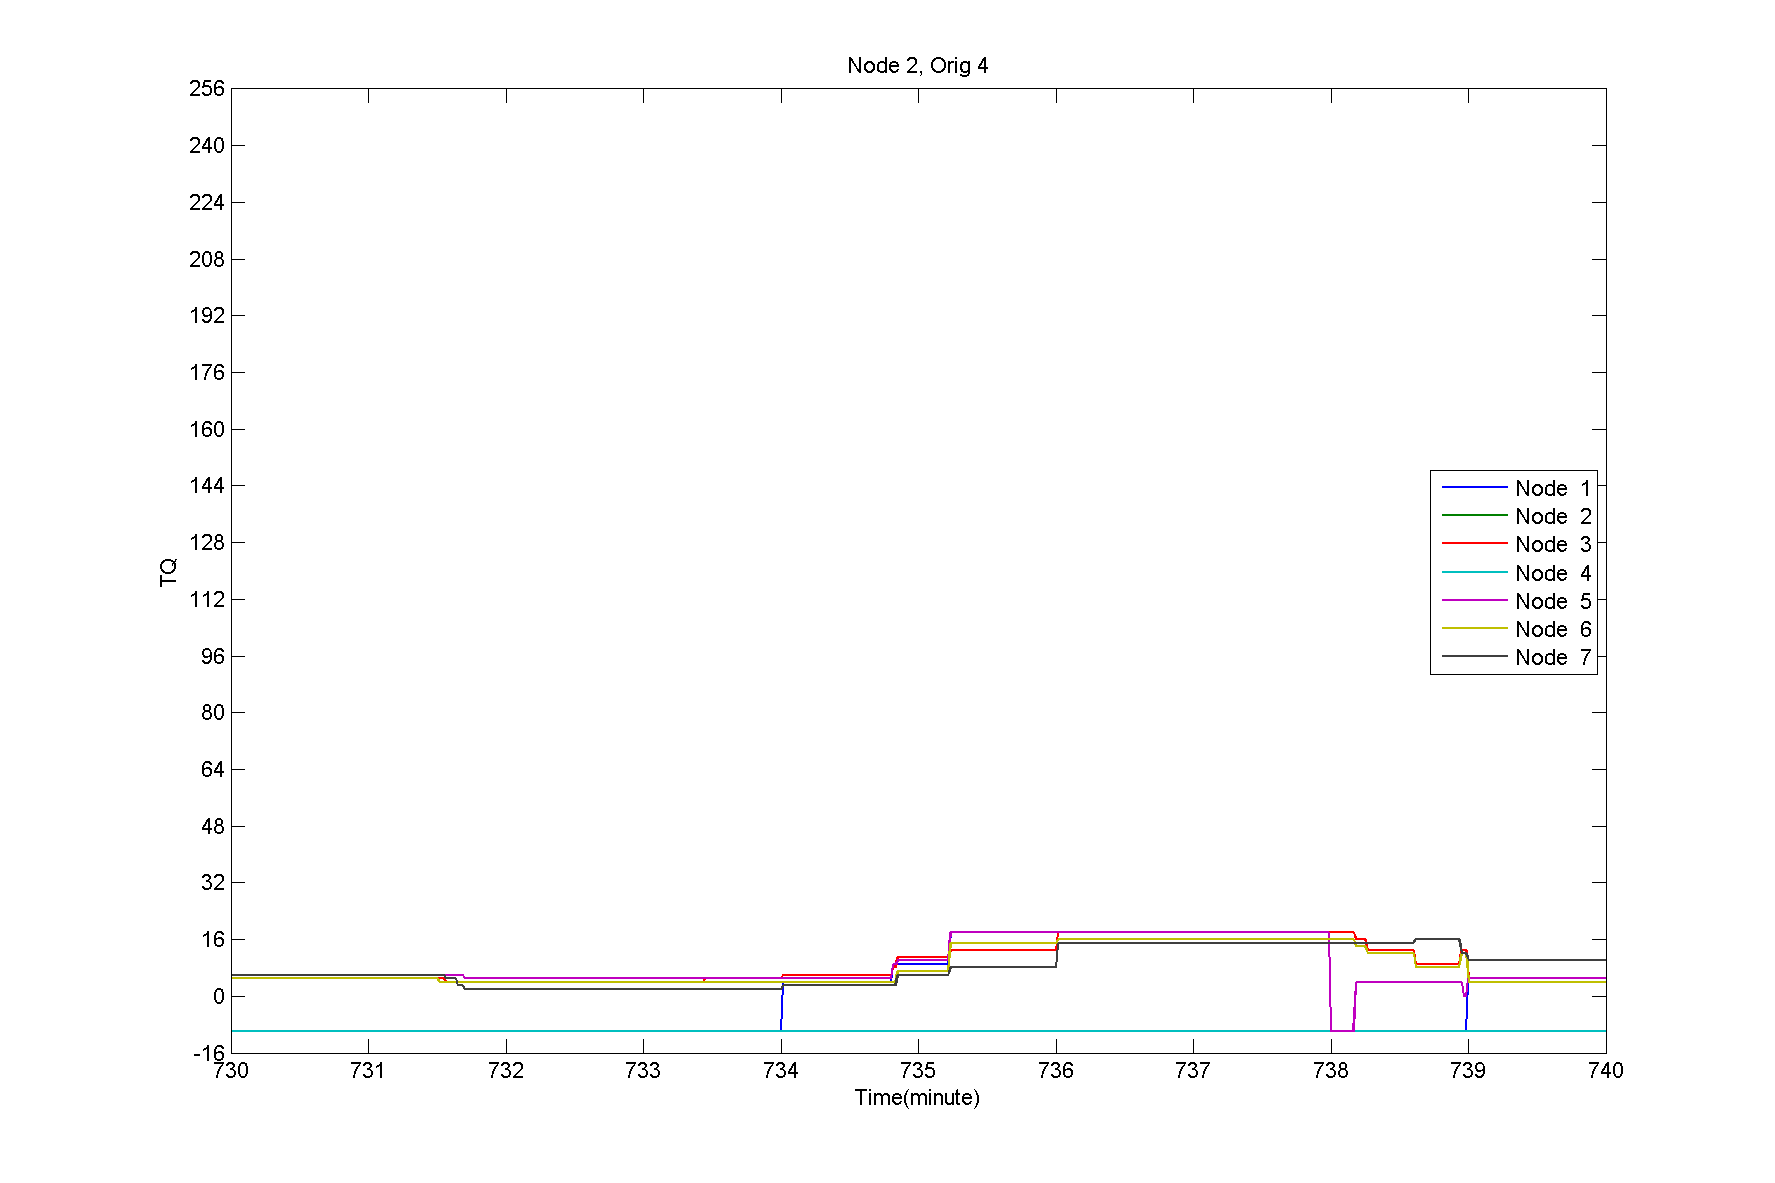 Node 2, Orig 4
256
240
224
208
192
176
160
144
128
112
96
80
64
48
32
16
0
-16
TQ
Node 1
Node 2
Node 3
Node 4
Node 5
Node 6
Node 7
730 731 732 733 734 735 736 737 738 739 740
Time(minute)